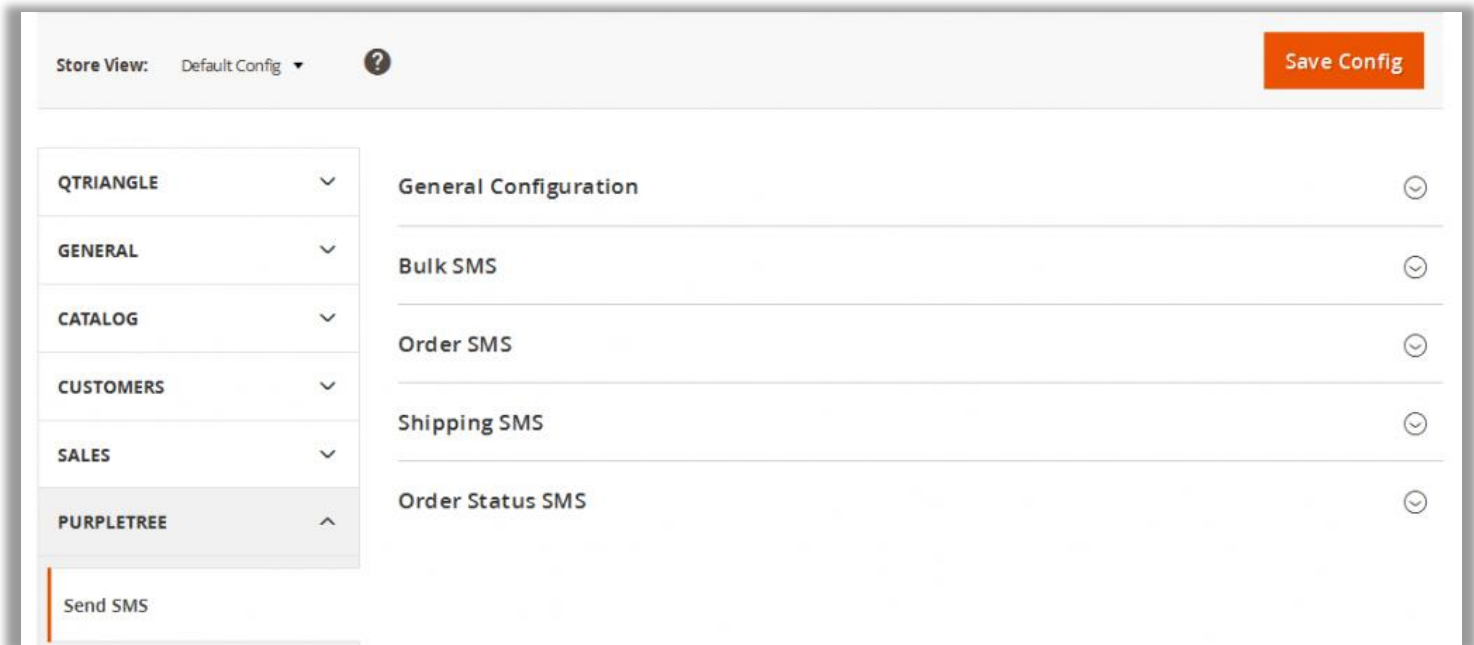 Store View: Default Config ?
Save Config
QTRIANGLE
GENERAL
CATALOG
CUSTOMERS
SALES
PURPLETREE
Send SMS
General Configuration
Bulk SMS
Order SMS
Shipping SMS
Order Status SMS